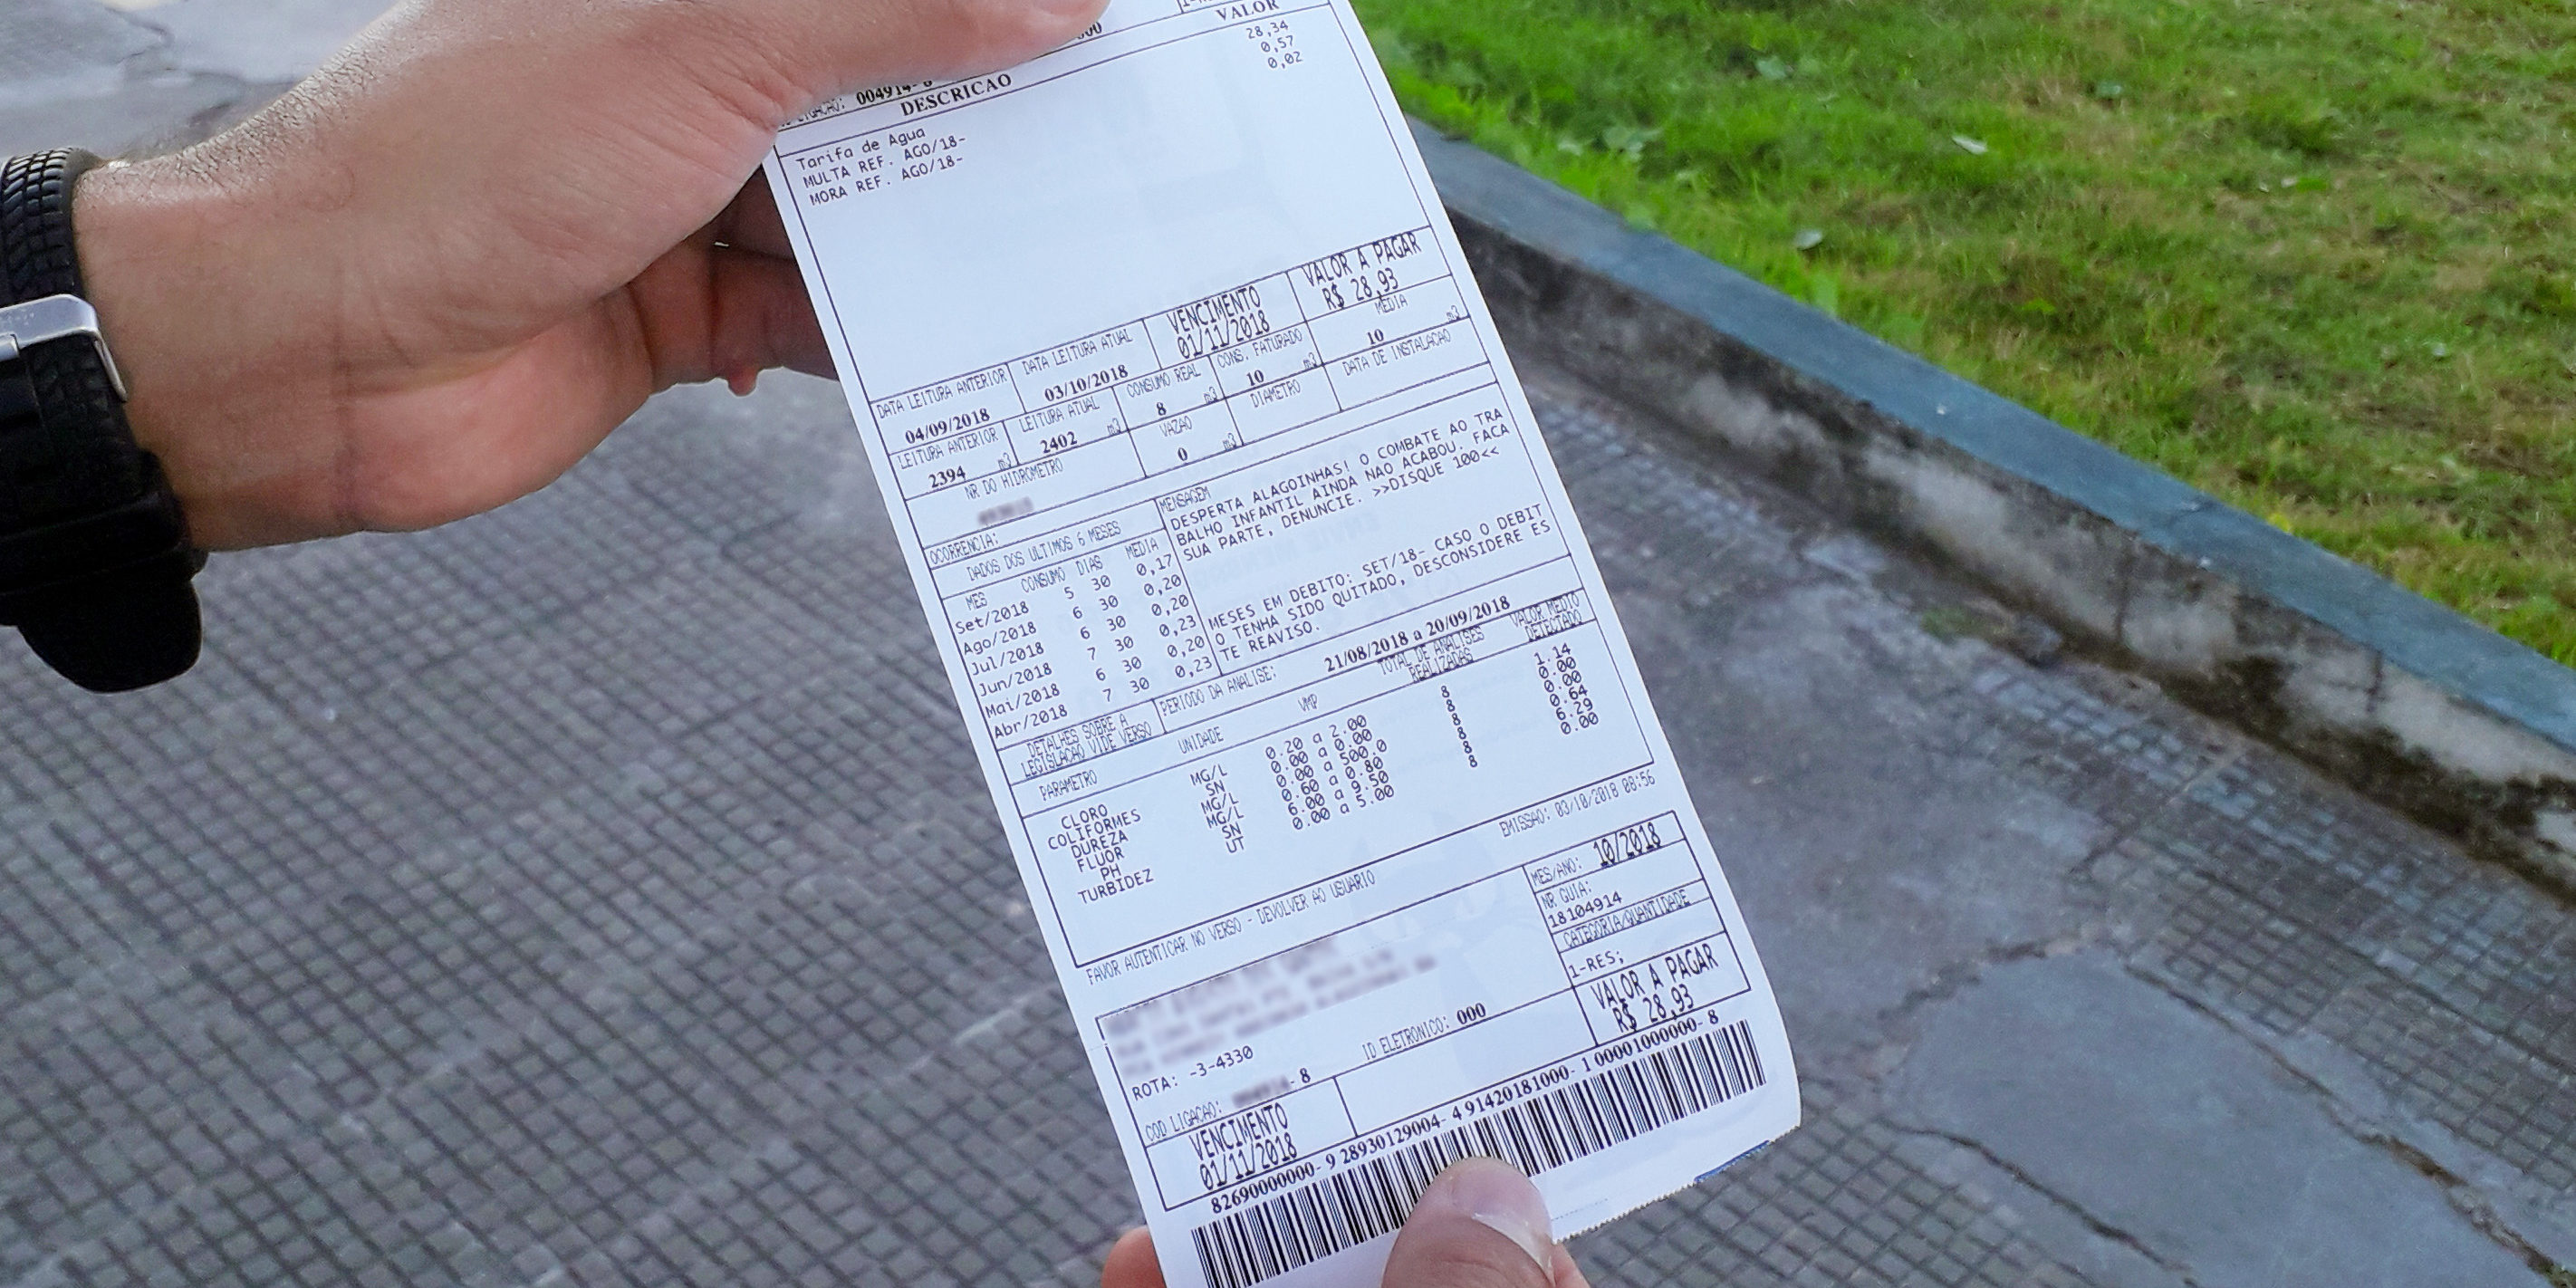 VALOR
LIGACAO: 004914- 8
DESCRICAO
Tarifa de Agua 28,34
MULTA REF. AGO/18- 0,57
MORA REF. AGO/18- 0,02
VENCIMENTO
01/11/2018
VALOR A PAGAR
R$ 28,93
DATA LEITURA ANTERIOR
04/09/2018
DATA LEITURA ATUAL
03/10/2018
CONSUMO REAL
8 m3
CONS. FATURADO
10 m3
MEDIA
10 m3
LEITURA ANTERIOR
2394 m3
LEITURA ATUAL
2402 m3
VAZAO
0 m3
DIAMETRO
DATA DE INSTALACAO
NR DO HIDROMETRO
OCORRENCIA:
DADOS DOS ULTIMOS 6 MESES
MES CONSUMO DIAS MEDIA
Set/2018 5 30 0,17
Ago/2018 6 30 0,20
Jul/2018 6 30 0,20
Jun/2018 7 30 0,23
Mai/2018 6 30 0,20
Abr/2018 7 30 0,23
MENSAGEM
DESPERTA ALAGOINHAS! O COMBATE AO TRA
BALHO INFANTIL AINDA NAO ACABOU. FACA
SUA PARTE, DENUNCIE. >>DISQUE 100<<
MESES EM DEBITO: SET/18- CASO O DEBIT
O TENHA SIDO QUITADO, DESCONSIDERE ES
TE REAVISO.
DETALHES SOBRE A
LEGISLACAO VIDE VERSO
PERIODO DA ANALISE: 21/08/2018 a 20/09/2018
PARAMETRO UNIDADE VMP TOTAL DE ANALISES REALIZADAS VALOR MEDIO DETECTADO
CLORO MG/L 0.20 a 2.00 8 1.14
COLIFORMES SN 0.00 a 0.00 8 0.00
DUREZA MG/L 0.00 a 500.0 8 0.00
FLUOR MG/L 0.60 a 0.80 8 0.64
PH SN 6.00 a 9.50 8 6.29
TURBIDEZ UT 0.00 a 5.00 8 0.00
EMISSAO: 03/10/2018 08:56
FAVOR AUTENTICAR NO VERSO - DEVOLVER AO USUARIO
MES/ANO: 10/2018
NR GUIA:
18104914
CATEGORIA/QUANTIDADE
1-RES;
VALOR A PAGAR
R$ 28,93
ROTA: -3-4330
ID ELETRONICO: 000
COD LIGACAO: - 8
VENCIMENTO
01/11/2018
82690000000- 9 28930129004- 4 91420181000- 1 00001000000- 8